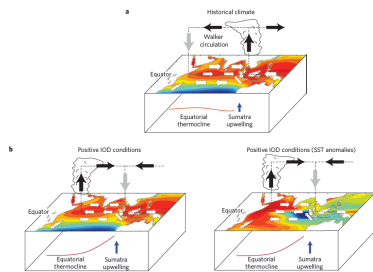 a
Historical climate
Walker
circulation
Equator
Equatorial
thermocline
Sumatra
upwelling
b
Positive IOD conditions
Equator
Equatorial
thermocline
Sumatra
upwelling
Positive IOD conditions (SST anomalies)
Equator
Equatorial
thermocline
Sumatra
upwelling